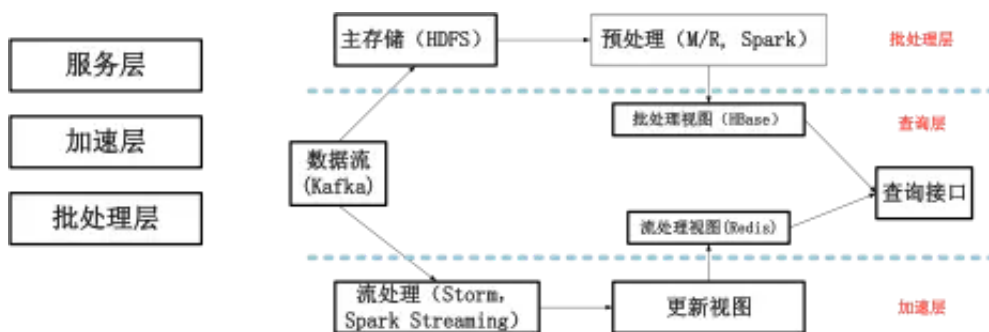 服务层
加速层
批处理层
主存储（HDFS）
预处理（M/R, Spark）
批处理层
批处理视图（HBase）
查询层
数据流
(Kafka)
查询接口
流处理视图(Redis)
流处理（Storm,
Spark Streaming）
更新视图
加速层